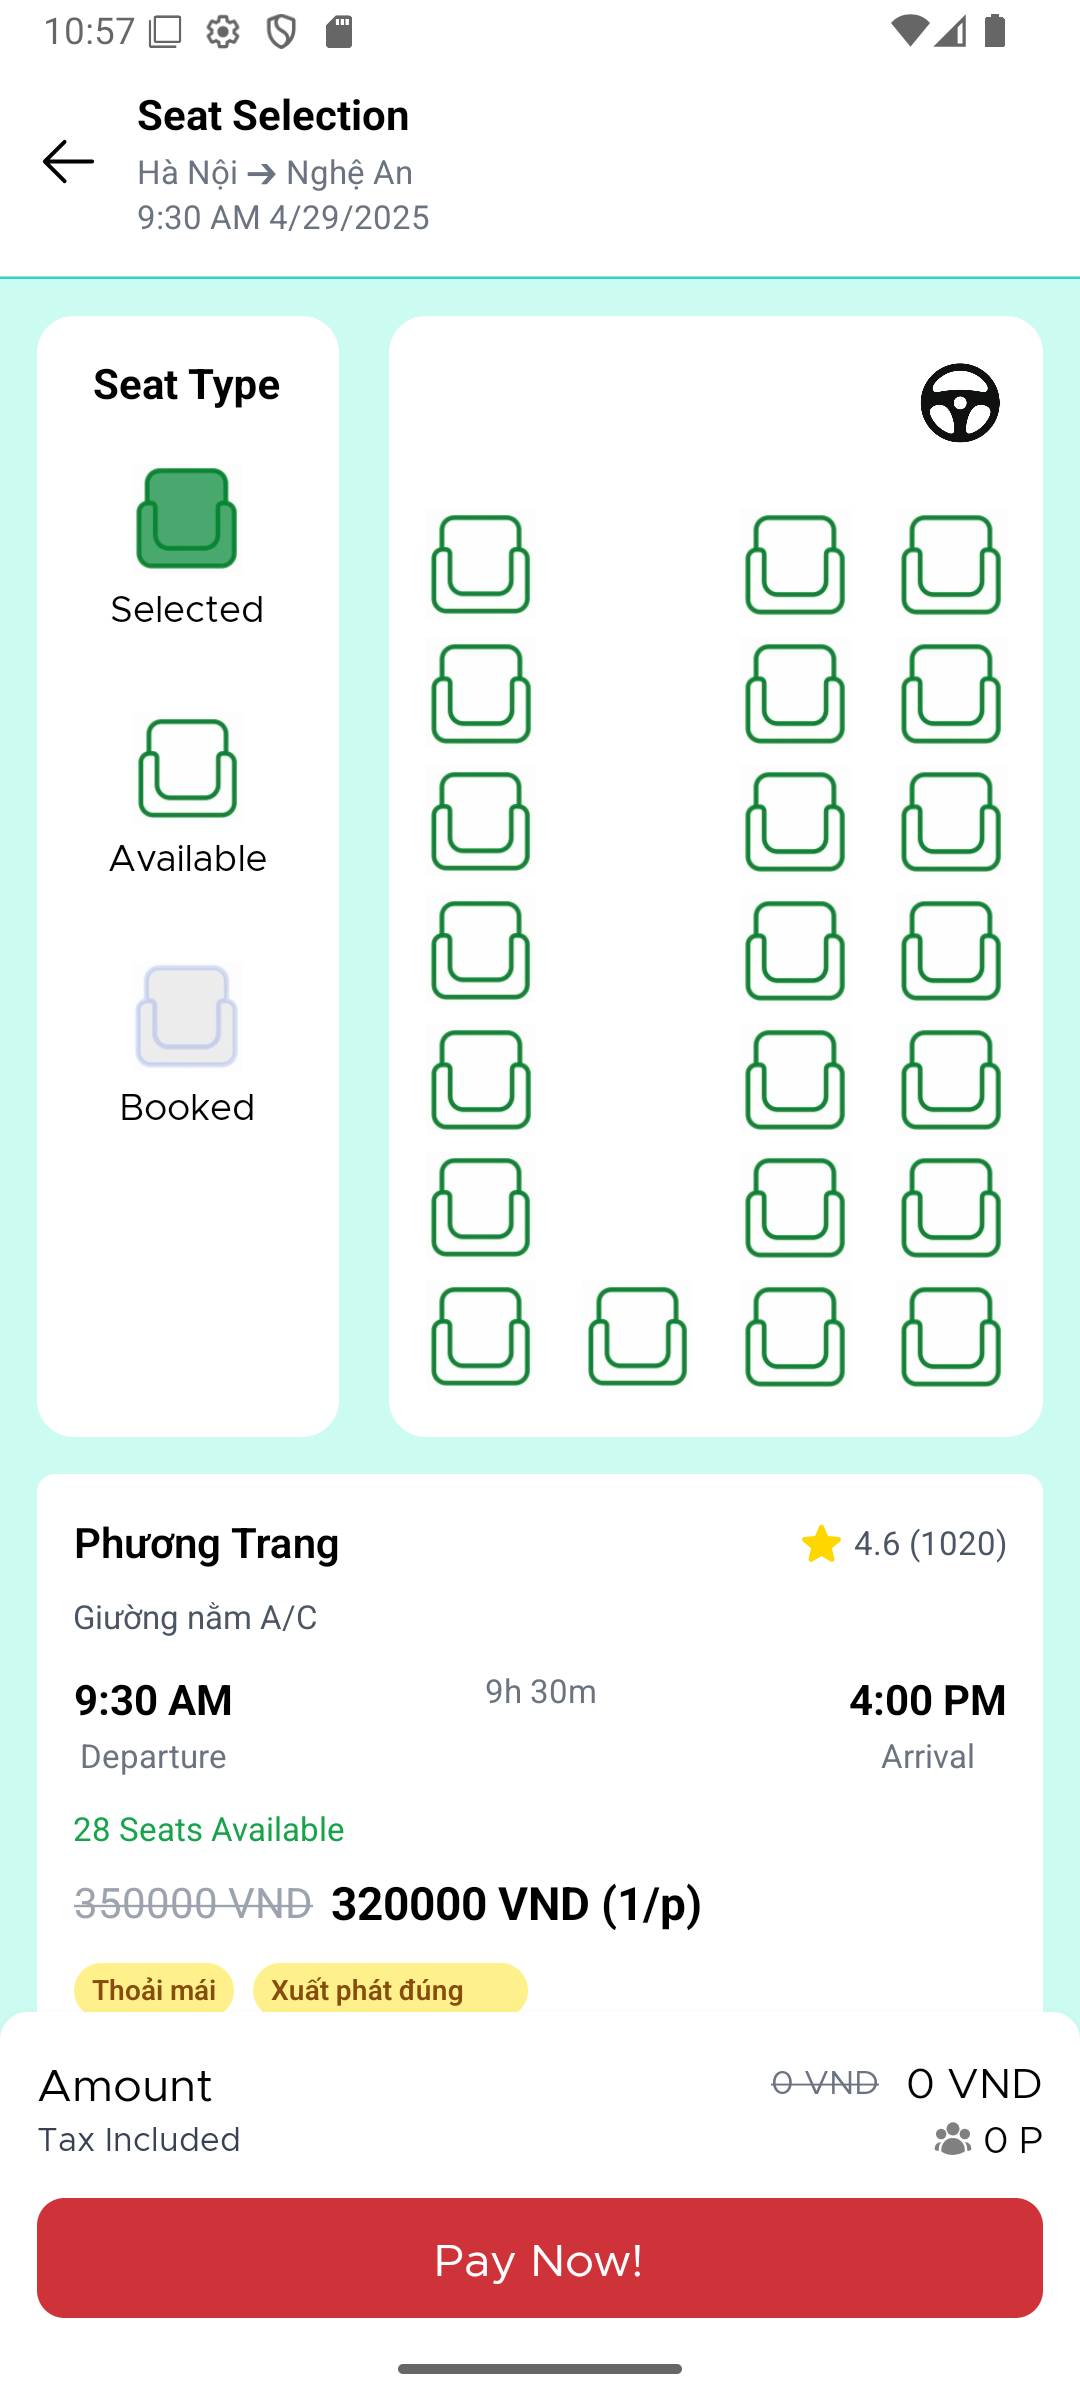 10:57
Seat Selection
Hà Nội → Nghệ An
9:30 AM 4/29/2025
Seat Type
Selected
Available
Booked
Phương Trang
4.6 (1020)
Giường nằm A/C
9:30 AM
9h 30m
4:00 PM
Departure
Arrival
28 Seats Available
350000 VND 320000 VND (1/p)
Thoải mái
Xuất phát đúng
Amount
0 VND 0 VND
Tax Included
0 P
Pay Now!